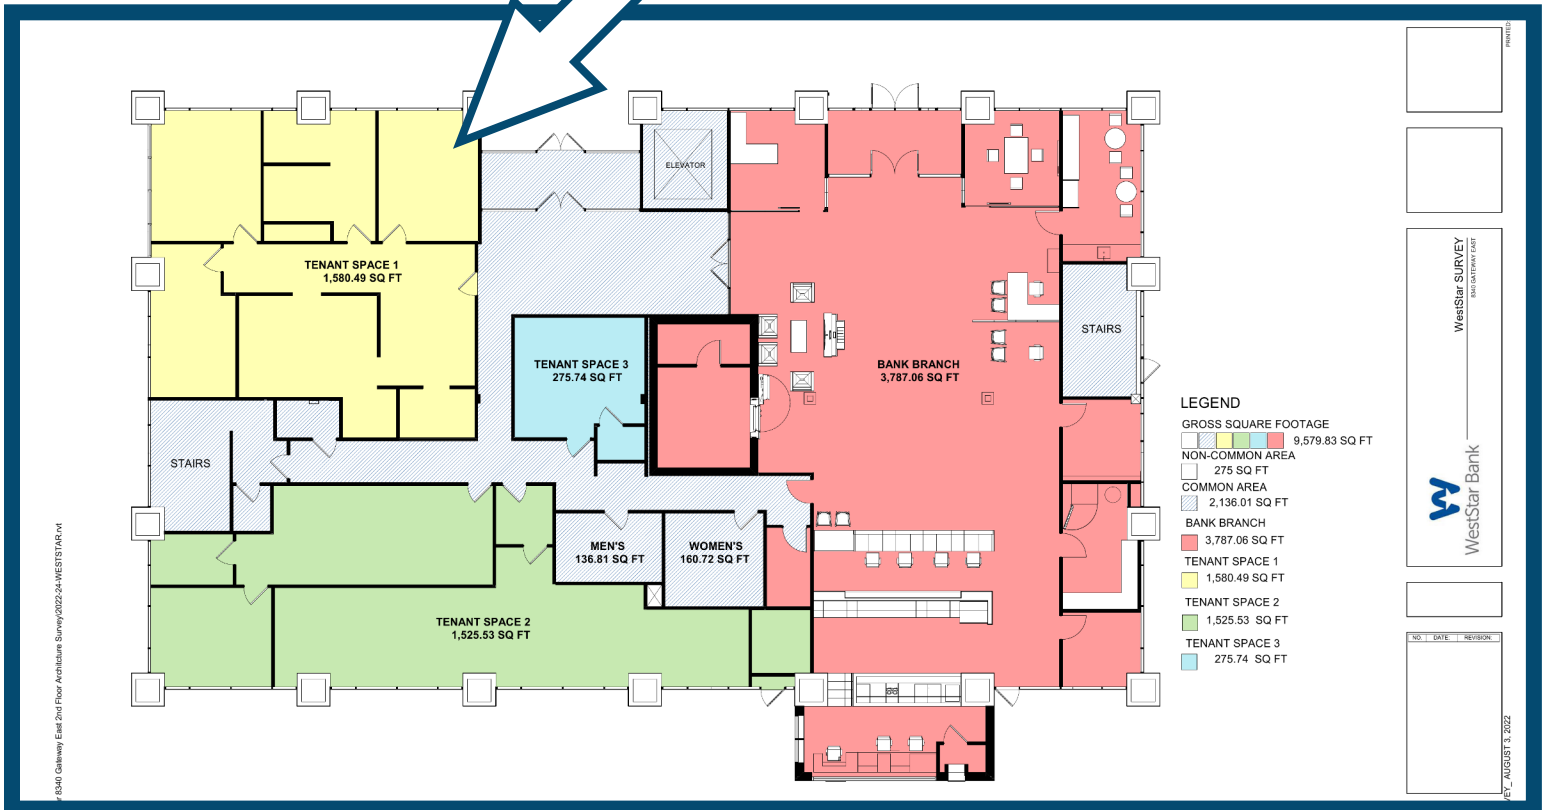 ELEVATOR
TENANT SPACE 1
1,580.49 SQ FT
TENANT SPACE 3
275.74 SQ FT
BANK BRANCH
3,787.06 SQ FT
STAIRS
STAIRS
MEN'S
136.81 SQ FT
WOMEN'S
160.72 SQ FT
TENANT SPACE 2
1,525.53 SQ FT
LEGEND
GROSS SQUARE FOOTAGE
9,579.83 SQ FT
NON-COMMON AREA
275 SQ FT
COMMON AREA
2,136.01 SQ FT
BANK BRANCH
3,787.06 SQ FT
TENANT SPACE 1
1,580.49 SQ FT
TENANT SPACE 2
1,525.53 SQ FT
TENANT SPACE 3
275.74 SQ FT
PRINTED:
WestStar SURVEY
8340 GATEWAY EAST
WestStar Bank
NO. DATE: REVISION:
AUGUST 3, 2022
8340 Gateway East 2nd Floor Architcture Survey\2022-24-WESTSTAR.rvt